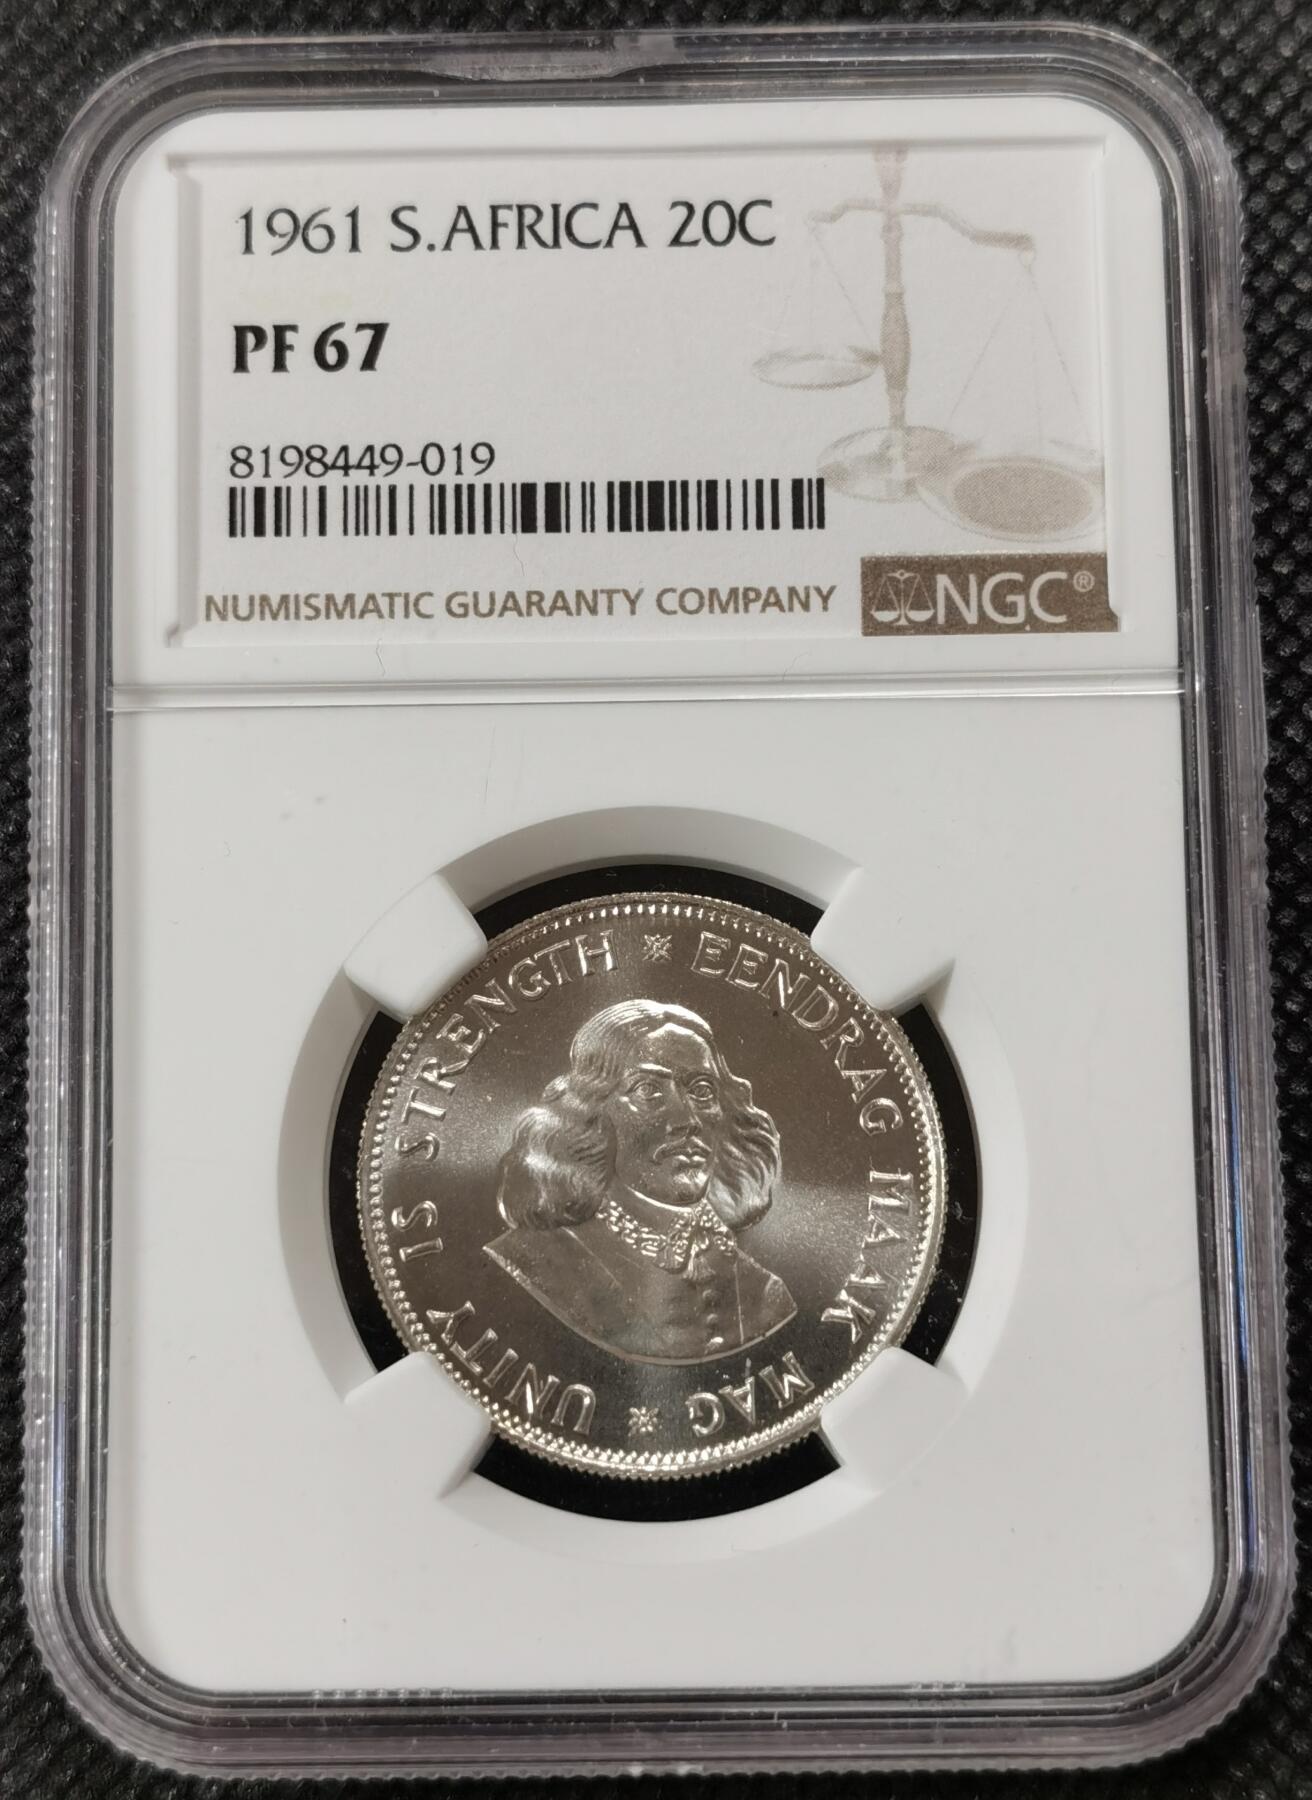 1961 S.AFRICA 20C
PF 67
8198449-019
NUMISMATIC GUARANTY COMPANY
NGC®
UNITY IS STRENGTH
EENDRAG MAAK MAG